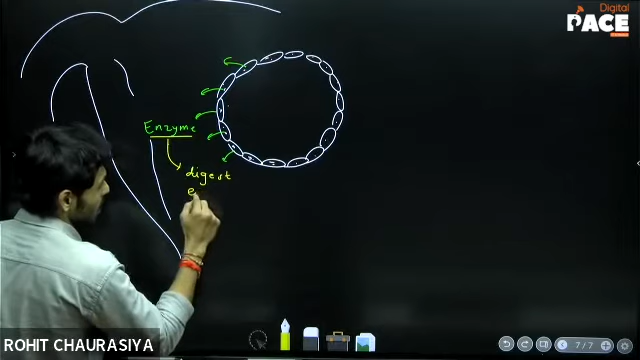 Digital
PACE
Enzyme
digest
e
ROHIT CHAURASIYA
7 / 7